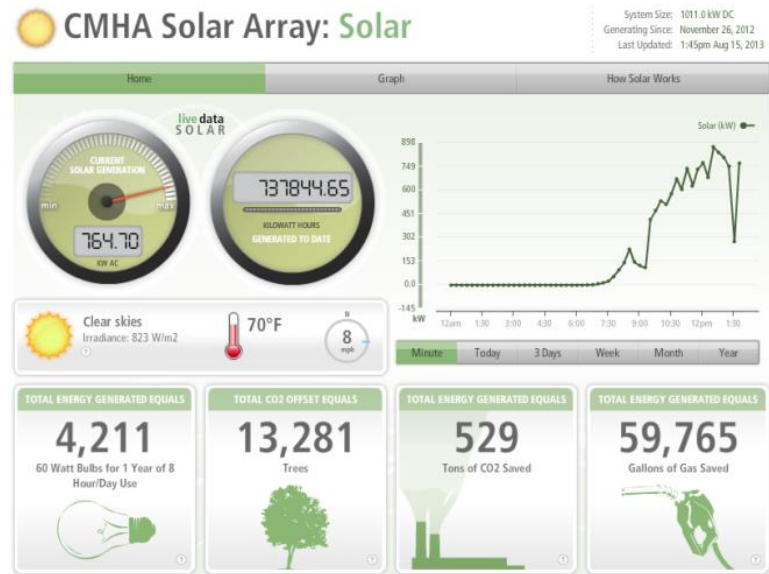 CMHA Solar Array: Solar
System Size: 1011.0 kW DC
Generating Since: November 26, 2012
Last Updated: 1:45pm Aug 15, 2013
Home
Graph
How Solar Works
live data
SOLAR
CURRENT
SOLAR GENERATION
min
max
764.70
KW AC
737844.65
KILOWATT HOURS
GENERATED TO DATE
Solar (kW)
898
749
600
451
302
153
0.0
-145
kW
12am 1:30 3:00 4:30 6:00 7:30 9:00 10:30 12pm 1:30
Clear skies
Irradiance: 823 W/m2
70°F
N
8
mph
Minute
Today
3 Days
Week
Month
Year
TOTAL ENERGY GENERATED EQUALS
4,211
60 Watt Bulbs for 1 Year of 8
Hour/Day Use
TOTAL CO2 OFFSET EQUALS
13,281
Trees
TOTAL ENERGY GENERATED EQUALS
529
Tons of CO2 Saved
TOTAL ENERGY GENERATED EQUALS
59,765
Gallons of Gas Saved